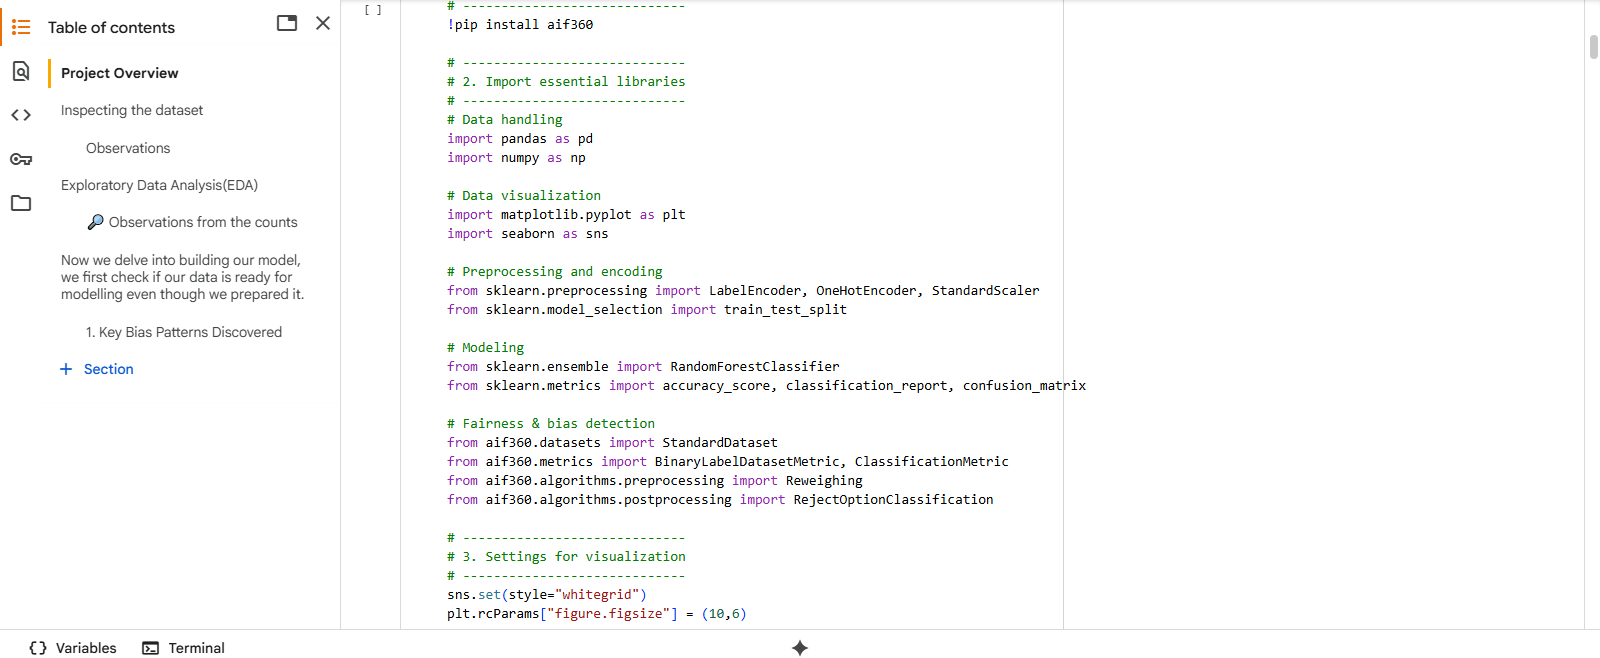 Table of contents
Project Overview
Inspecting the dataset
Observations
Exploratory Data Analysis(EDA)
🔎 Observations from the counts
Now we delve into building our model,
we first check if our data is ready for
modelling even though we prepared it.
1. Key Bias Patterns Discovered
+ Section
[ ]
# -----------------------------
!pip install aif360
# -----------------------------
# 2. Import essential libraries
# -----------------------------
# Data handling
import pandas as pd
import numpy as np
# Data visualization
import matplotlib.pyplot as plt
import seaborn as sns
# Preprocessing and encoding
from sklearn.preprocessing import LabelEncoder, OneHotEncoder, StandardScaler
from sklearn.model_selection import train_test_split
# Modeling
from sklearn.ensemble import RandomForestClassifier
from sklearn.metrics import accuracy_score, classification_report, confusion_matrix
# Fairness & bias detection
from aif360.datasets import StandardDataset
from aif360.metrics import BinaryLabelDatasetMetric, ClassificationMetric
from aif360.algorithms.preprocessing import Reweighing
from aif360.algorithms.postprocessing import RejectOptionClassification
# -----------------------------
# 3. Settings for visualization
# -----------------------------
sns.set(style="whitegrid")
plt.rcParams["figure.figsize"] = (10,6)
Variables
Terminal